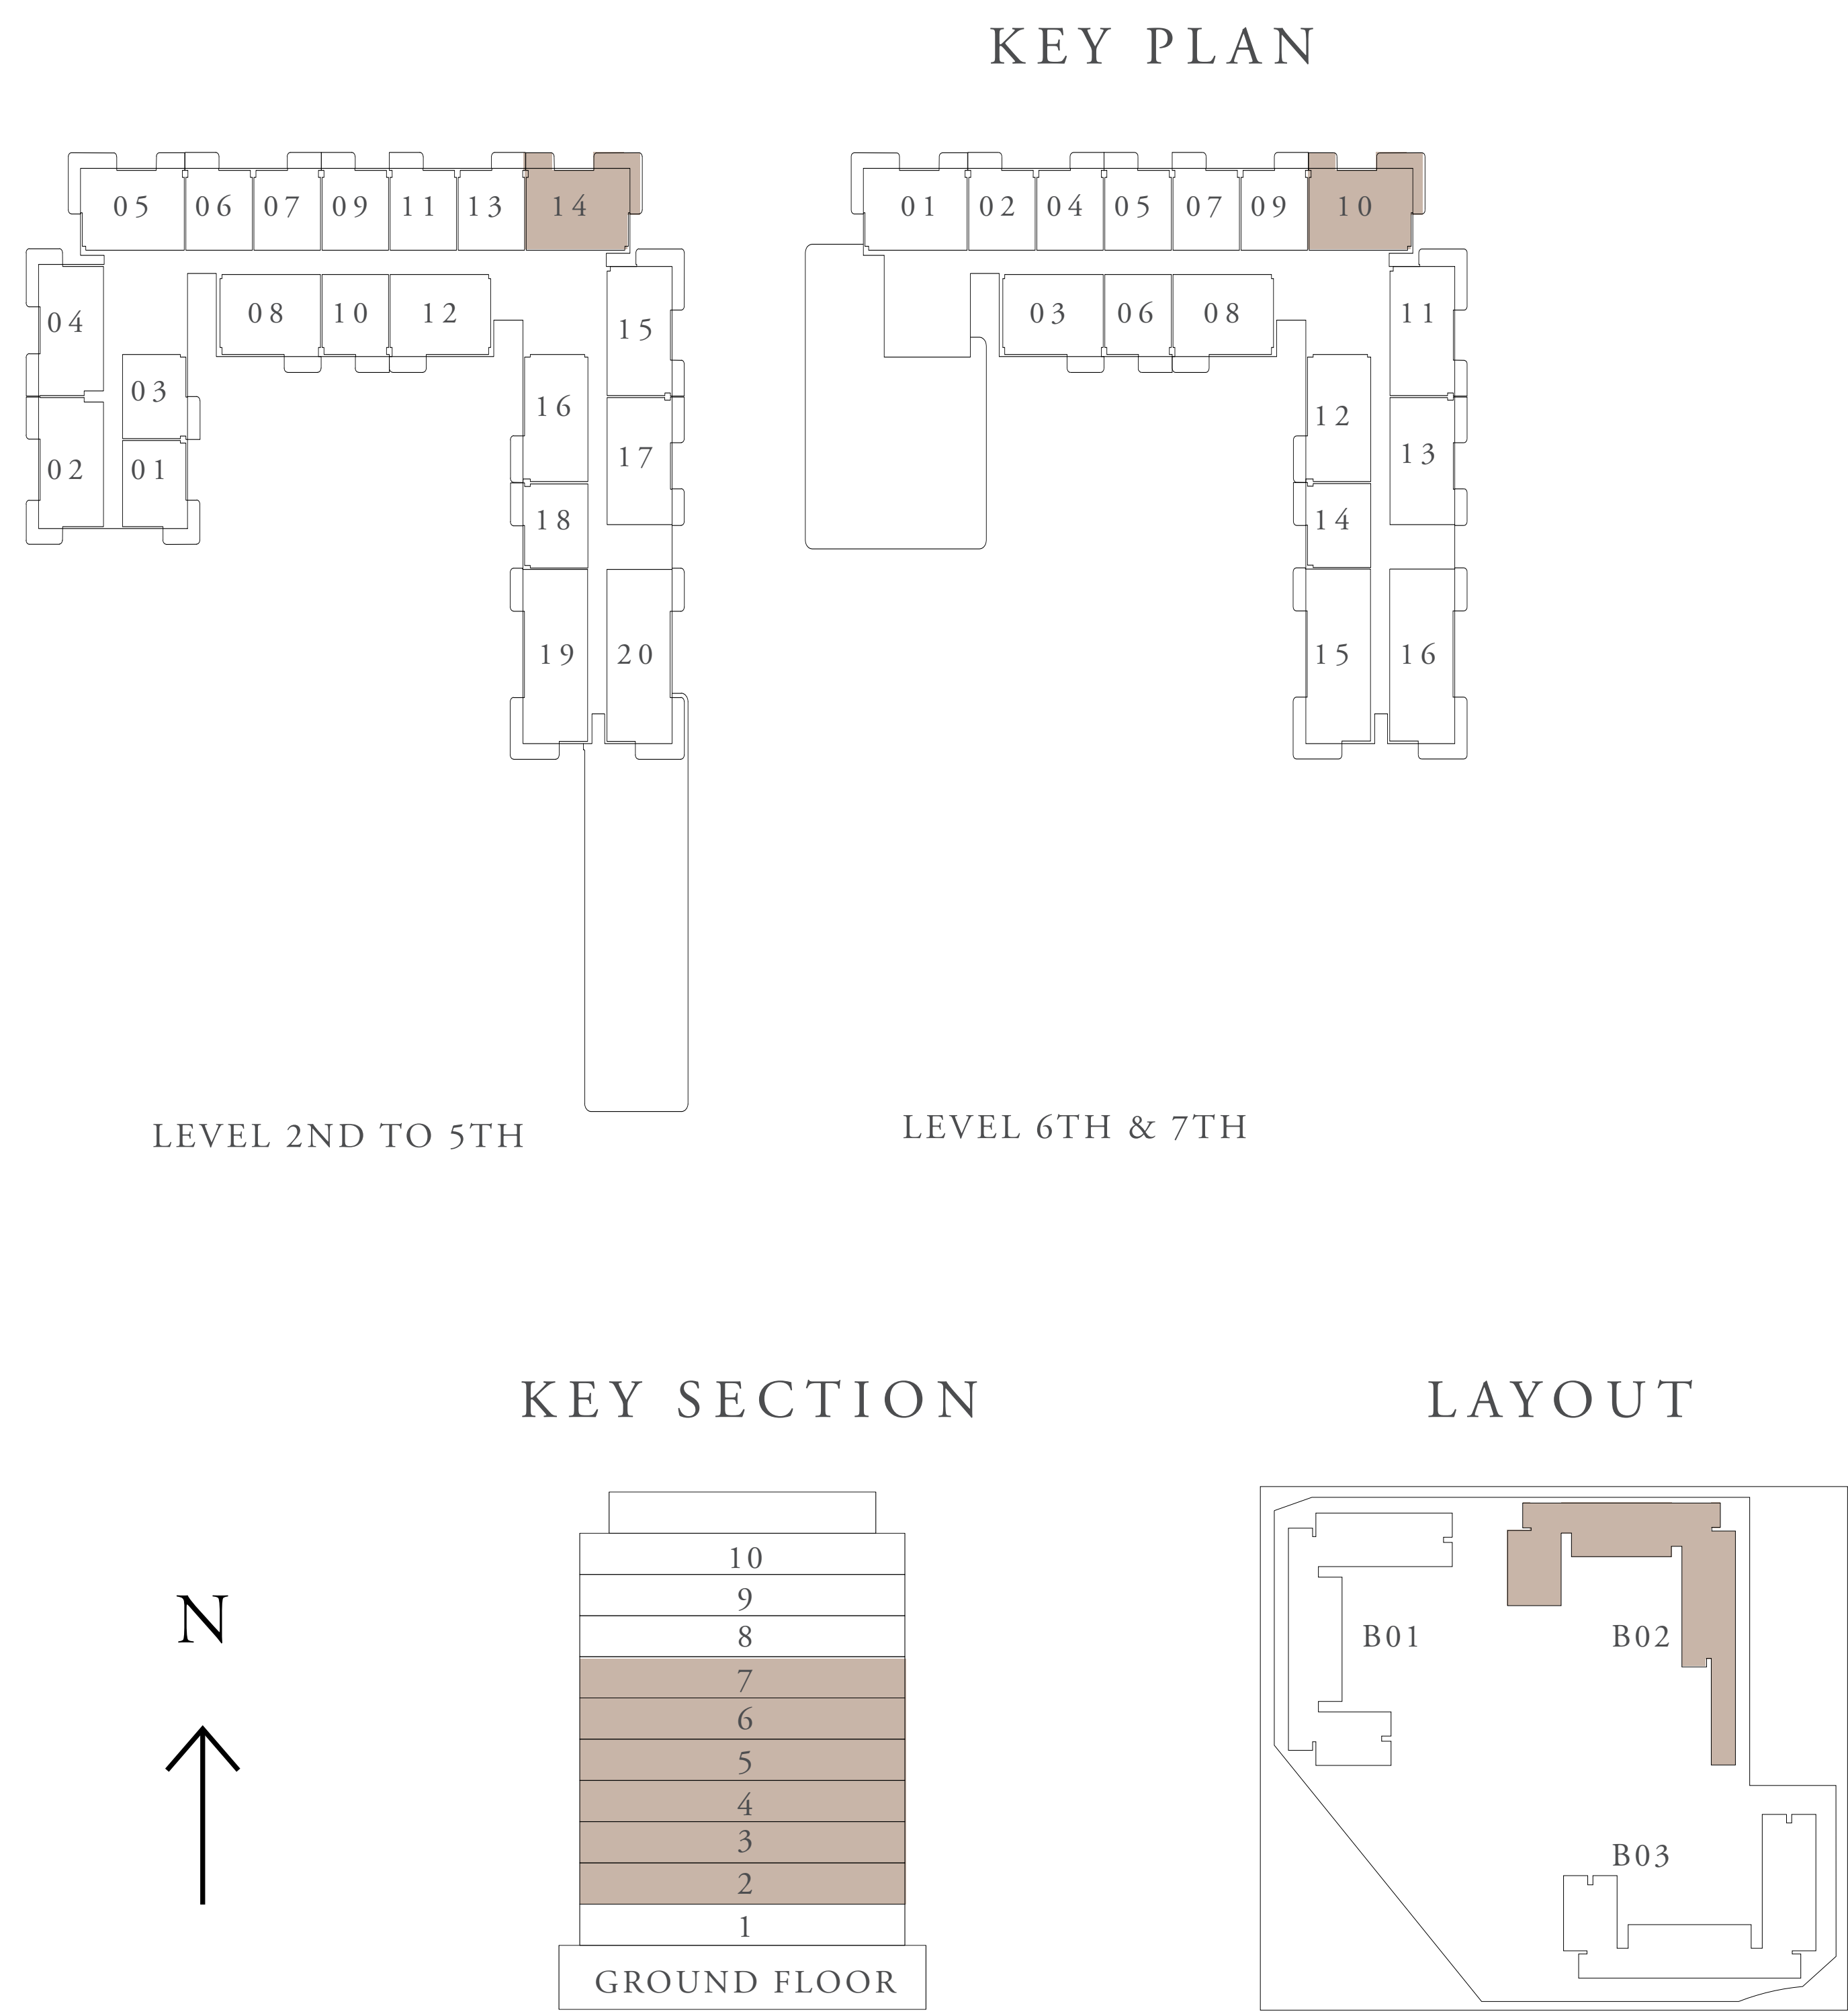 KEY PLAN
05 06 07 09 11 13 14
04 08 10 12 15
03 16
02 01 17
18
19 20
LEVEL 2ND TO 5TH
01 02 04 05 07 09 10
03 06 08 11
12 13
14
15 16
LEVEL 6TH & 7TH
KEY SECTION
N
10
9
8
7
6
5
4
3
2
1
GROUND FLOOR
LAYOUT
B01 B02
B03